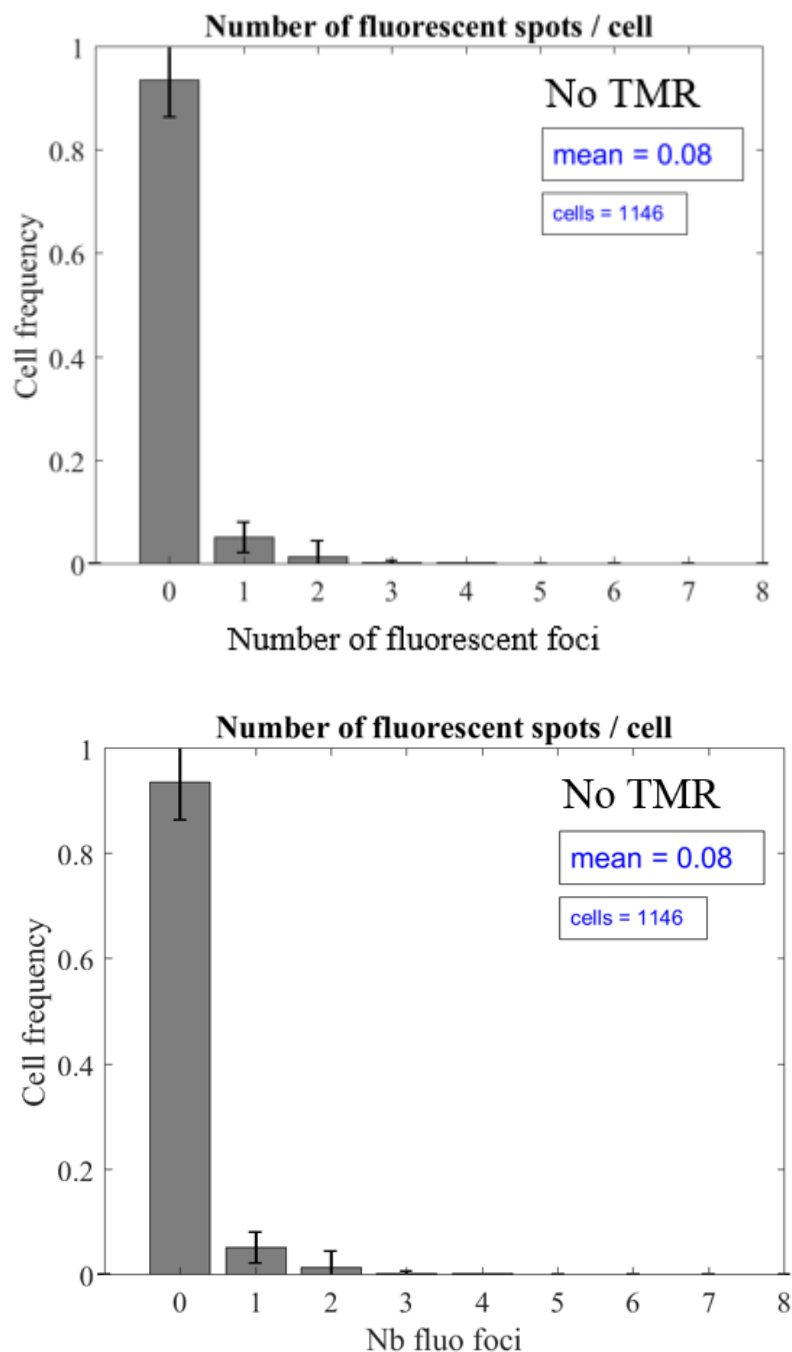 Number of fluorescent spots / cell
1
No TMR
mean = 0.08
cells = 1146
0.8
0.6
0.4
0.2
0
Cell frequency
0 1 2 3 4 5 6 7 8
Number of fluorescent foci
Number of fluorescent spots / cell
1
No TMR
mean = 0.08
cells = 1146
0.8
0.6
0.4
0.2
0
Cell frequency
0 1 2 3 4 5 6 7 8
Nb fluo foci